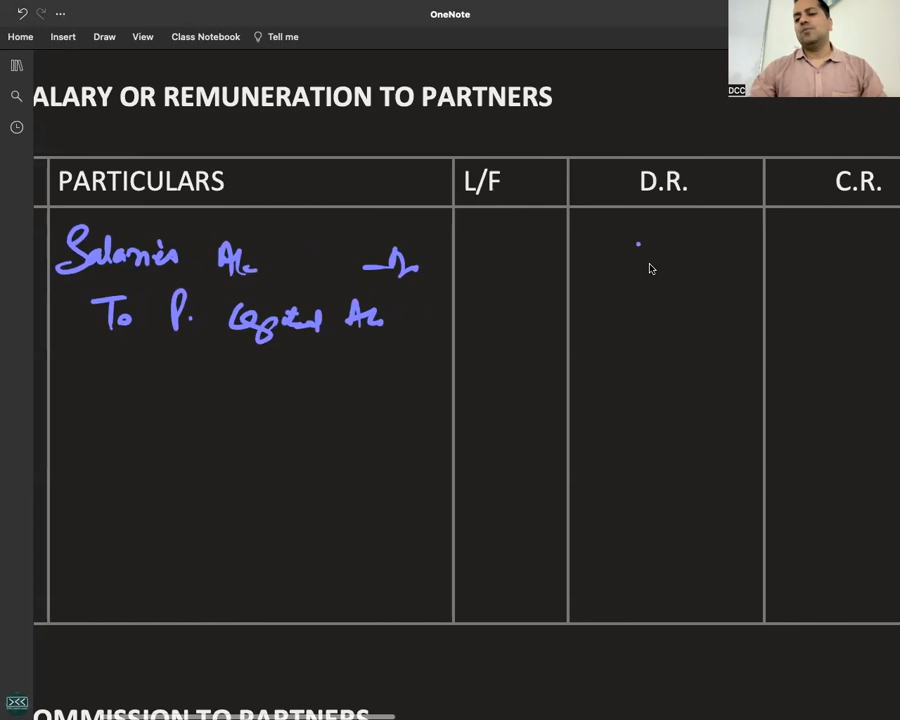 OneNote
Home Insert Draw View Class Notebook Tell me
DCC
ALARY OR REMUNERATION TO PARTNERS
PARTICULARS L/F D.R. C.R.
Salaries A/c Dr
To P. Capital A/c
OMMISSION TO PARTNERS